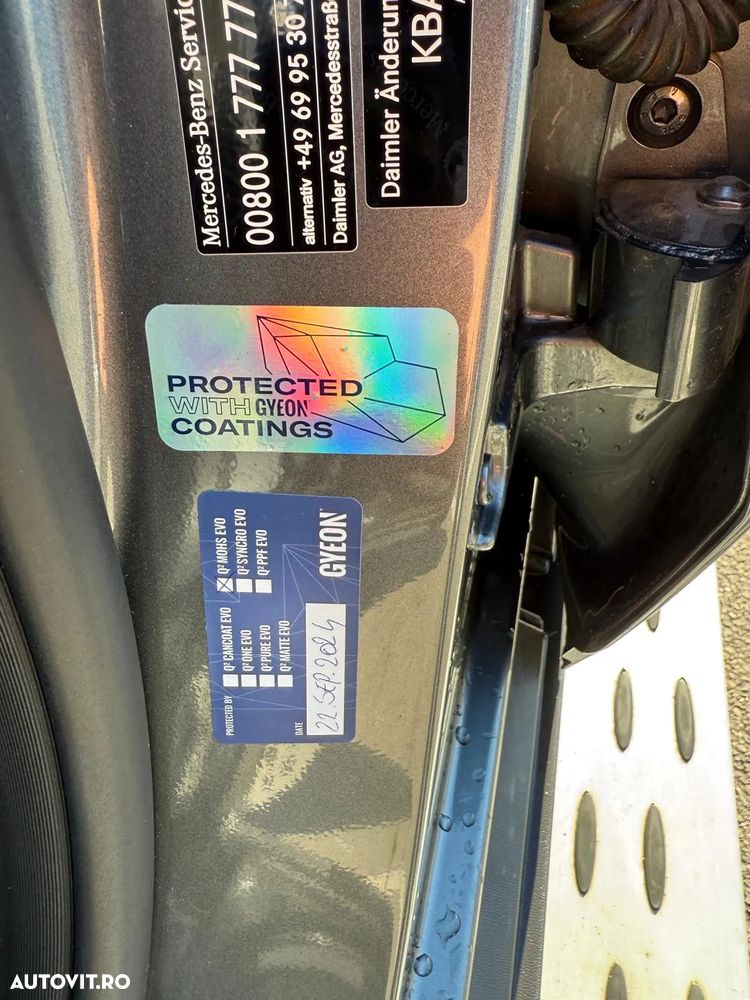 Mercedes-Benz Servic
00800 1 777 77
alternativ +49 69 95 30 7
Daimler AG, Mercedesstraß
Daimler Änderun
KBA
PROTECTED
WITH GYEON
COATINGS
PROTECTED BY
Q² CANCOAT EVO
Q² ONE EVO
Q² PURE EVO
Q² MATTE EVO
Q² MOHS EVO
Q² SYNCRO EVO
Q² PPF EVO
DATE
22. SEP. 2024
GYEON
AUTOVIT.RO